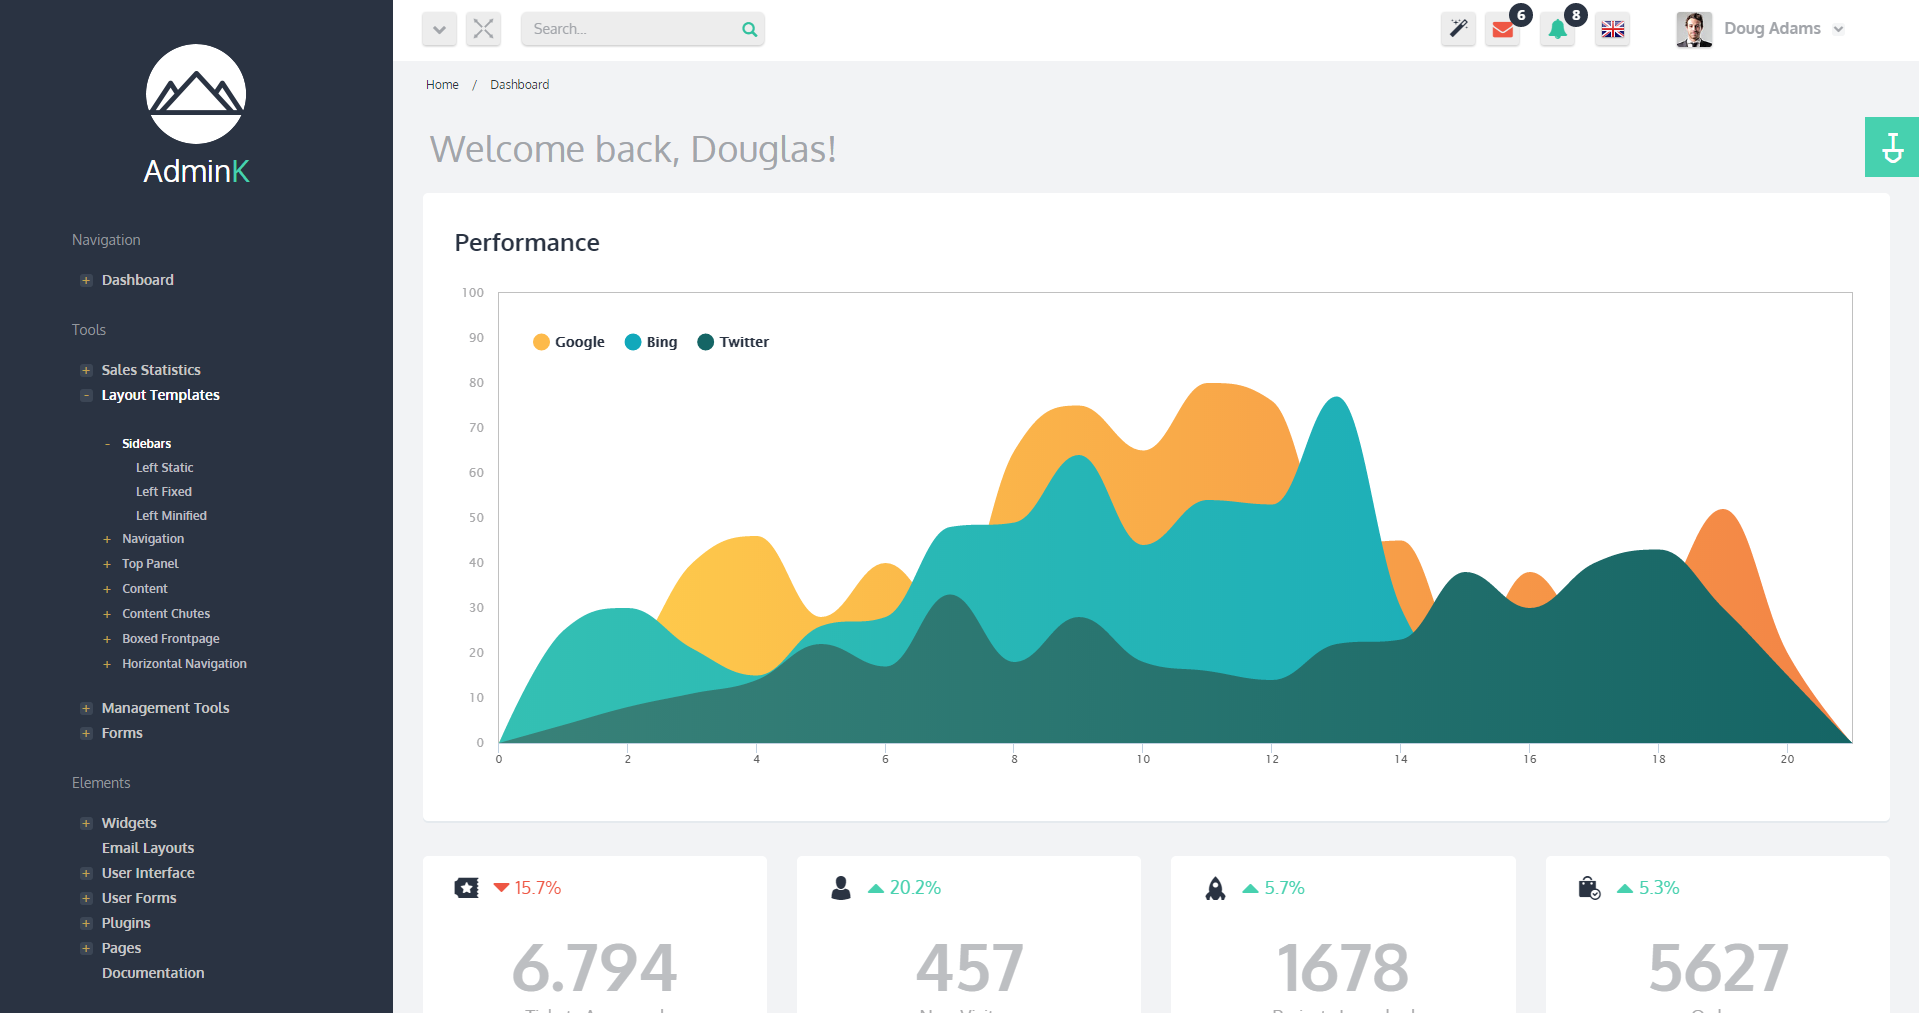 AdminK
Navigation
Dashboard
Tools
Sales Statistics
Layout Templates
Sidebars
Left Static
Left Fixed
Left Minified
Navigation
Top Panel
Content
Content Chutes
Boxed Frontpage
Horizontal Navigation
Management Tools
Forms
Elements
Widgets
Email Layouts
User Interface
User Forms
Plugins
Pages
Documentation
Search...
6
8
Doug Adams
Home / Dashboard
Welcome back, Douglas!
Performance
100
90
80
70
60
50
40
30
20
10
0
Google Bing Twitter
0 2 4 6 8 10 12 14 16 18 20
15.7%
6.794
20.2%
457
5.7%
1678
5.3%
5627